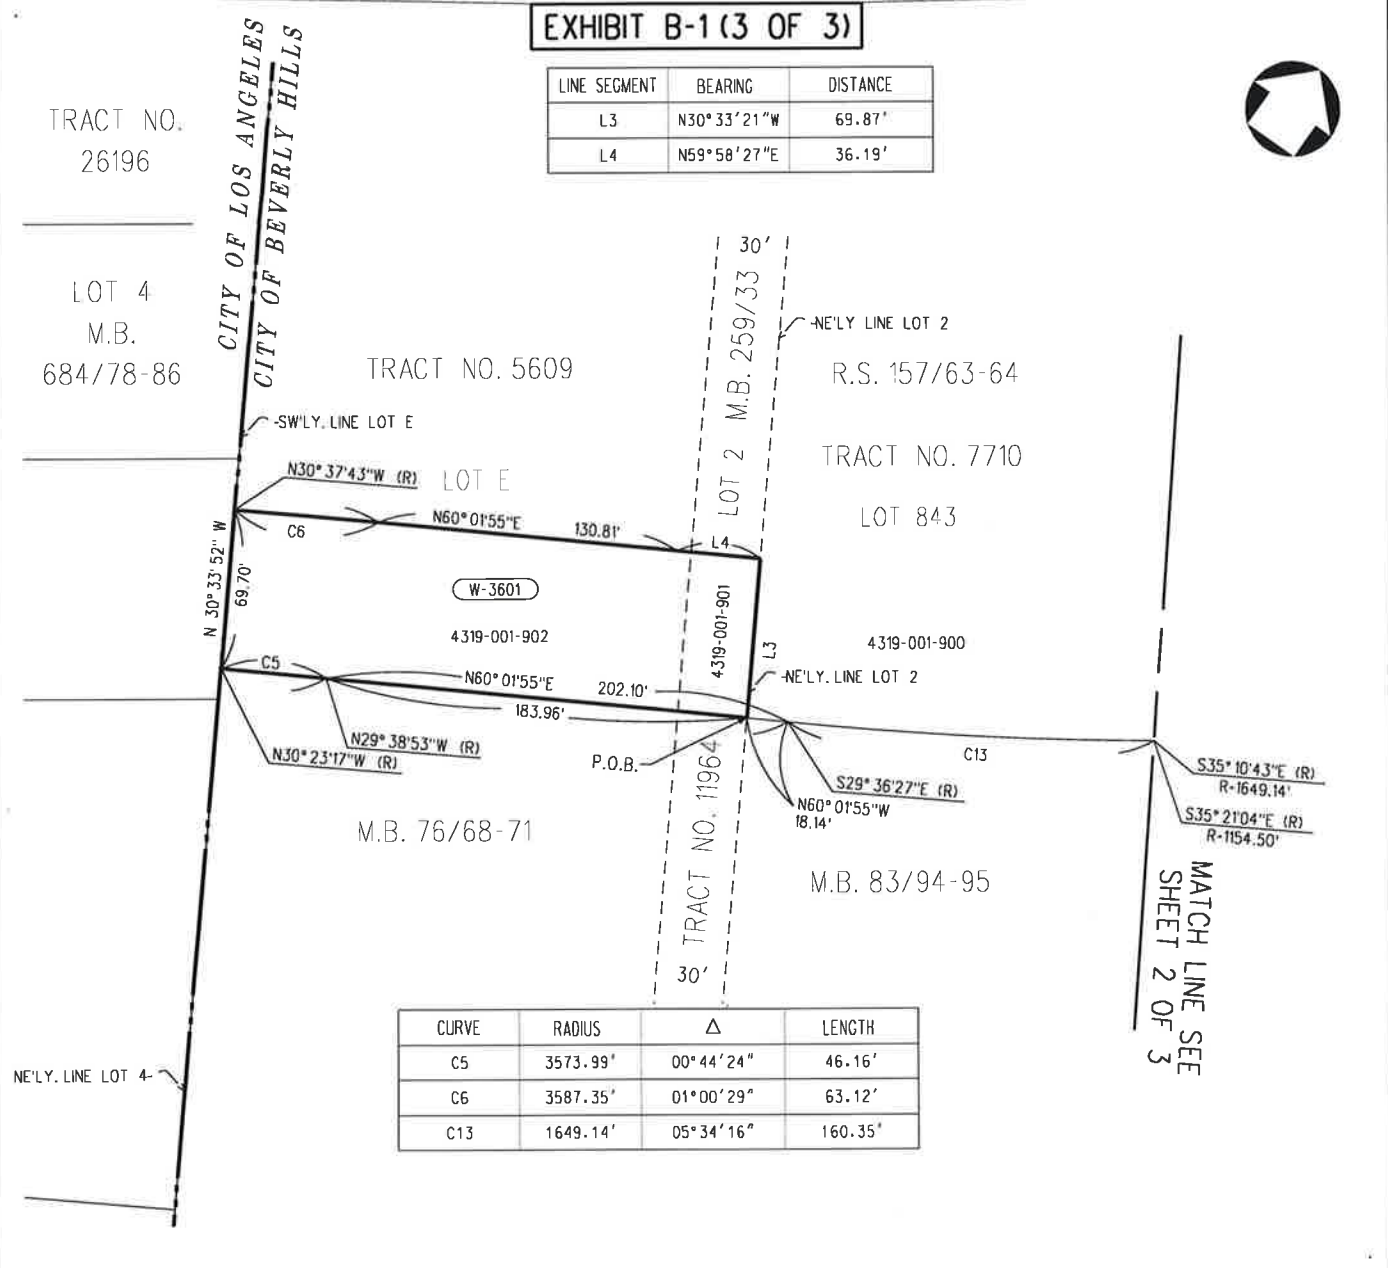 EXHIBIT B-1 (3 OF 3)
LINE SEGMENT BEARING DISTANCE
L3 N30°33'21"W 69.87'
L4 N59°58'27"E 36.19'
CITY OF LOS ANGELES
CITY OF BEVERLY HILLS
TRACT NO.
26196
LOT 4
M.B.
684/78-86
30'
LOT 2 M.B. 259/33
-NE'LY LINE LOT 2
TRACT NO. 5609
R.S. 157/63-64
-SW'LY. LINE LOT E
TRACT NO. 7710
N30°37'43"W (R)
LOT E
LOT 843
C6
N60°01'55"E
130.81'
L4
N 30°33'52" W
69.70'
W-3601
4319-001-902
4319-001-901
L3
4319-001-900
C5
N60°01'55"E
202.10'
-NE'LY. LINE LOT 2
183.96'
N29°38'53"W (R)
N30°23'17"W (R)
P.O.B.
C13
S29°36'27"E (R)
N60°01'55"W
18.14'
S35°10'43"E (R)
R-1649.14'
S35°21'04"E (R)
R-1154.50'
M.B. 76/68-71
TRACT NO. 11964
M.B. 83/94-95
MATCH LINE SEE
SHEET 2 OF 3
30'
CURVE RADIUS Δ LENGTH
C5 3573.99' 00°44'24" 46.16'
C6 3587.35' 01°00'29" 63.12'
C13 1649.14' 05°34'16" 160.35'
NE'LY. LINE LOT 4-